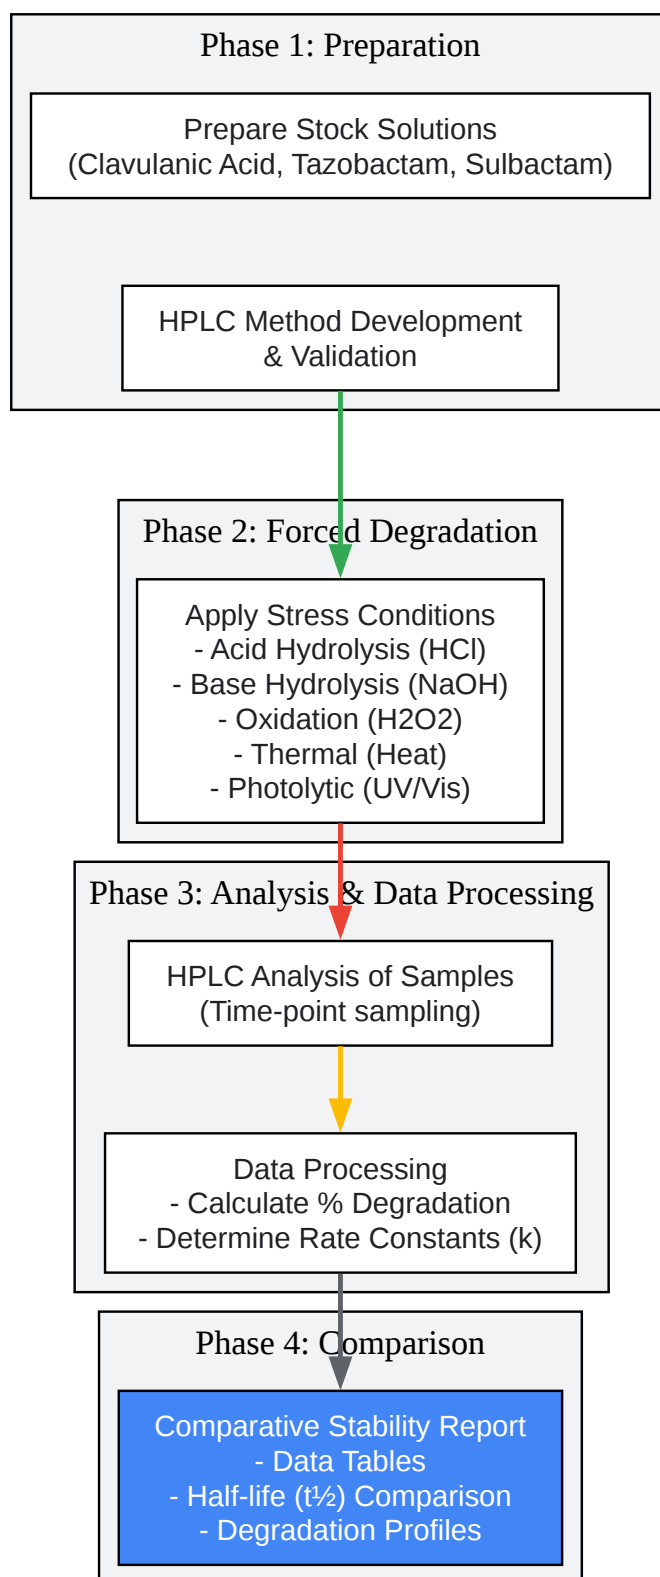 Phase 1: Preparation
Prepare Stock Solutions
(Clavulanic Acid, Tazobactam, Sulbactam)
HPLC Method Development
& Validation
Phase 2: Forced Degradation
Apply Stress Conditions
- Acid Hydrolysis (HCl)
- Base Hydrolysis (NaOH)
- Oxidation (H2O2)
- Thermal (Heat)
- Photolytic (UV/Vis)
Phase 3: Analysis & Data Processing
HPLC Analysis of Samples
(Time-point sampling)
Data Processing
- Calculate % Degradation
- Determine Rate Constants (k)
Phase 4: Comparison
Comparative Stability Report
- Data Tables
- Half-life (t½) Comparison
- Degradation Profiles